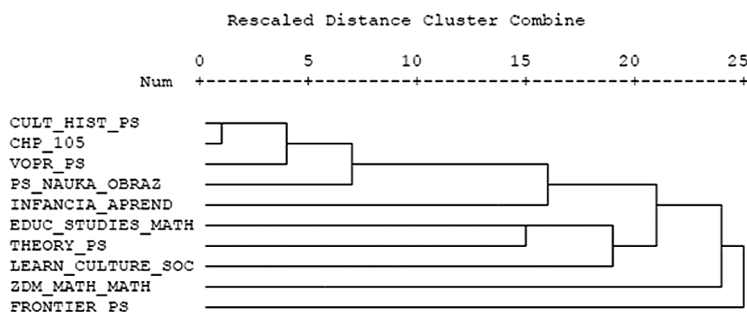 Rescaled Distance Cluster Combine
0 5 10 15 20 25
Num +---------+---------+---------+---------+---------+
CULT_HIST_PS
CHP_105
VOPR_PS
PS_NAUKA_OBRAZ
INFANCIA_APREND
EDUC_STUDIES_MATH
THEORY_PS
LEARN_CULTURE_SOC
ZDM_MATH_MATH
FRONTIER_PS